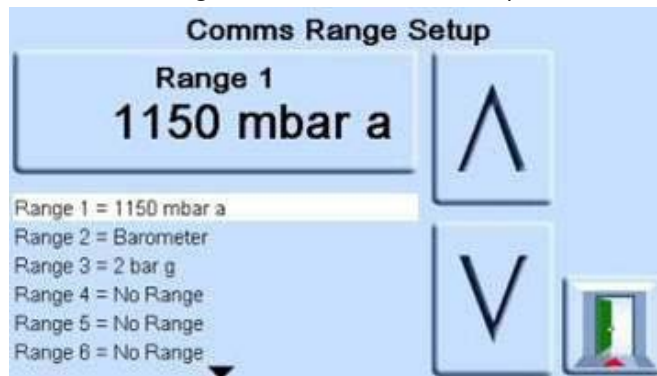 Comms Range Setup
Range 1
1150 mbar a
Range 1 = 1150 mbar a
Range 2 = Barometer
Range 3 = 2 bar g
Range 4 = No Range
Range 5 = No Range
Range 6 = No Range